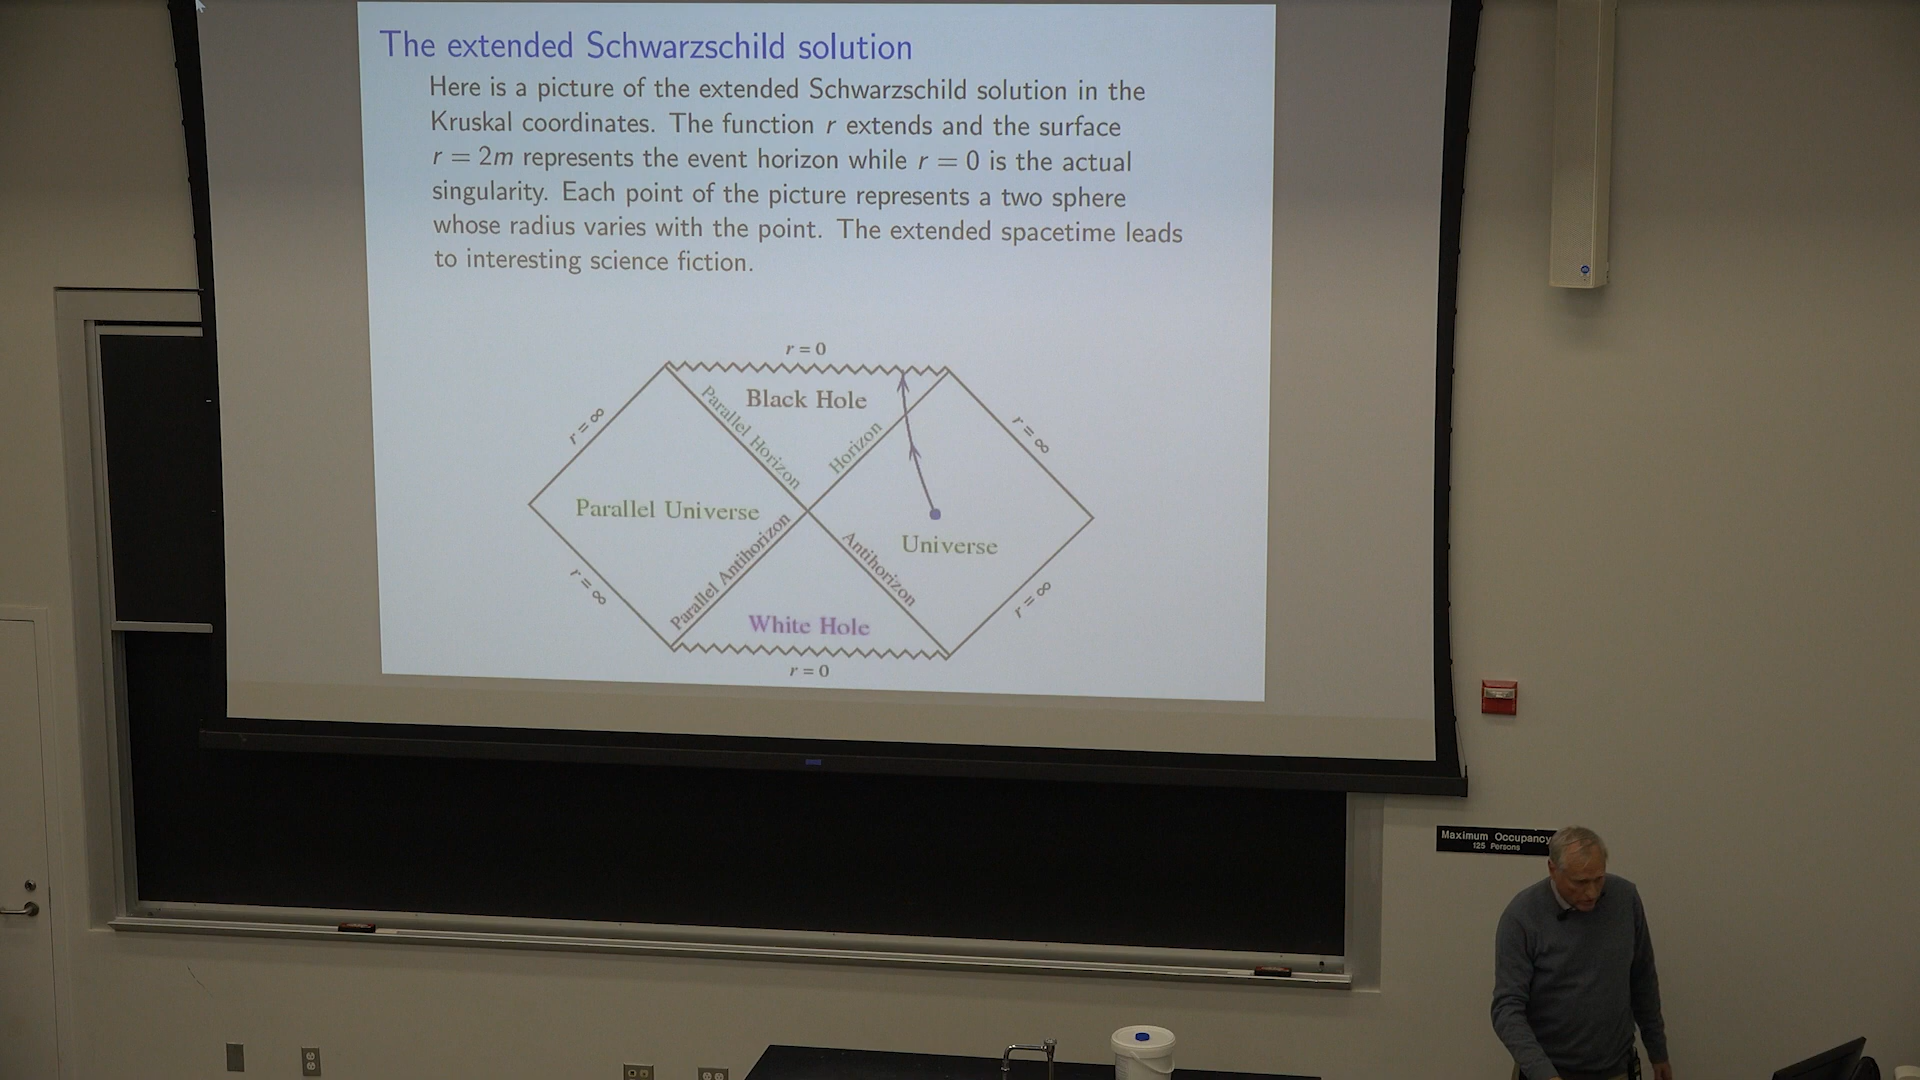 The extended Schwarzschild solution
Here is a picture of the extended Schwarzschild solution in the
Kruskal coordinates. The function r extends and the surface
r = 2m represents the event horizon while r = 0 is the actual
singularity. Each point of the picture represents a two sphere
whose radius varies with the point. The extended spacetime leads
to interesting science fiction.
r = 0
Black Hole
r = ∞
Parallel Horizon
Horizon
r = ∞
Parallel Universe
Universe
r = ∞
Parallel Antihorizon
Antihorizon
r = ∞
White Hole
r = 0
Maximum Occupancy
125 Persons